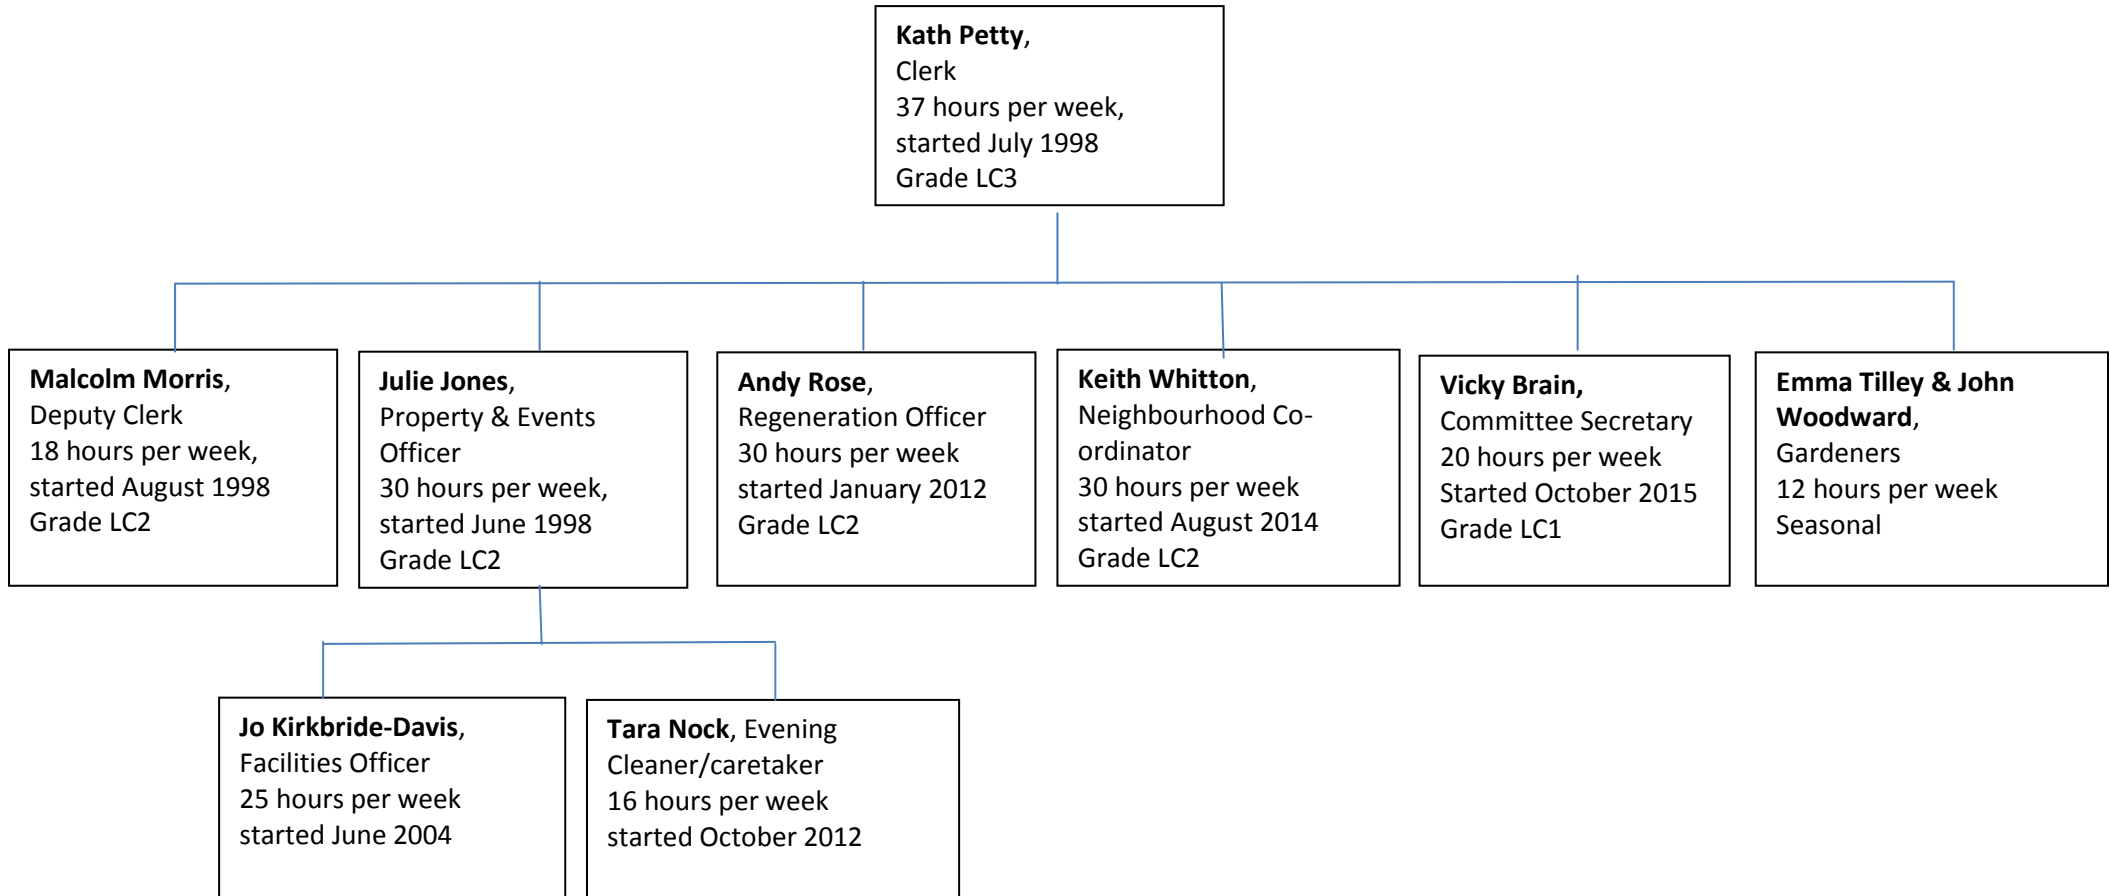 Kath Petty,
Clerk
37 hours per week,
started July 1998
Grade LC3
Malcolm Morris,
Deputy Clerk
18 hours per week,
started August 1998
Grade LC2
Julie Jones,
Property & Events
Officer
30 hours per week,
started June 1998
Grade LC2
Andy Rose,
Regeneration Officer
30 hours per week
started January 2012
Grade LC2
Keith Whitton,
Neighbourhood Co-
ordinator
30 hours per week
started August 2014
Grade LC2
Vicky Brain,
Committee Secretary
20 hours per week
Started October 2015
Grade LC1
Emma Tilley & John
Woodward,
Gardeners
12 hours per week
Seasonal
Jo Kirkbride-Davis,
Facilities Officer
25 hours per week
started June 2004
Tara Nock, Evening
Cleaner/caretaker
16 hours per week
started October 2012